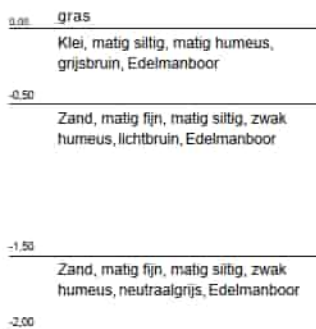 gras
0,00
Klei, matig siltig, matig humeus,
grijsbruin, Edelmanboor
-0,50
Zand, matig fijn, matig siltig, zwak
humeus, lichtbruin, Edelmanboor
-1,50
Zand, matig fijn, matig siltig, zwak
humeus, neutraalgrijs, Edelmanboor
-2,00